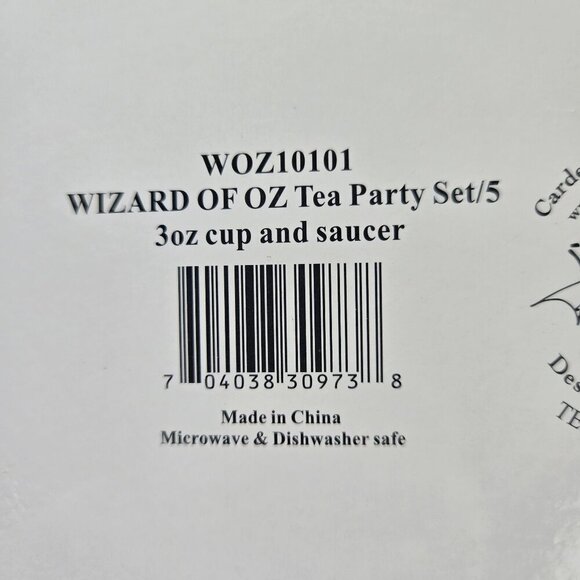 WOZ10101
WIZARD OF OZ Tea Party Set/5
3oz cup and saucer
7 04038 30973 8
Made in China
Microwave & Dishwasher safe